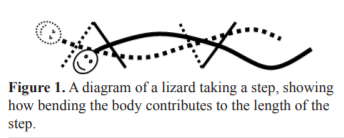 Figure 1. A diagram of a lizard taking a step, showing
how bending the body contributes to the length of the
step.